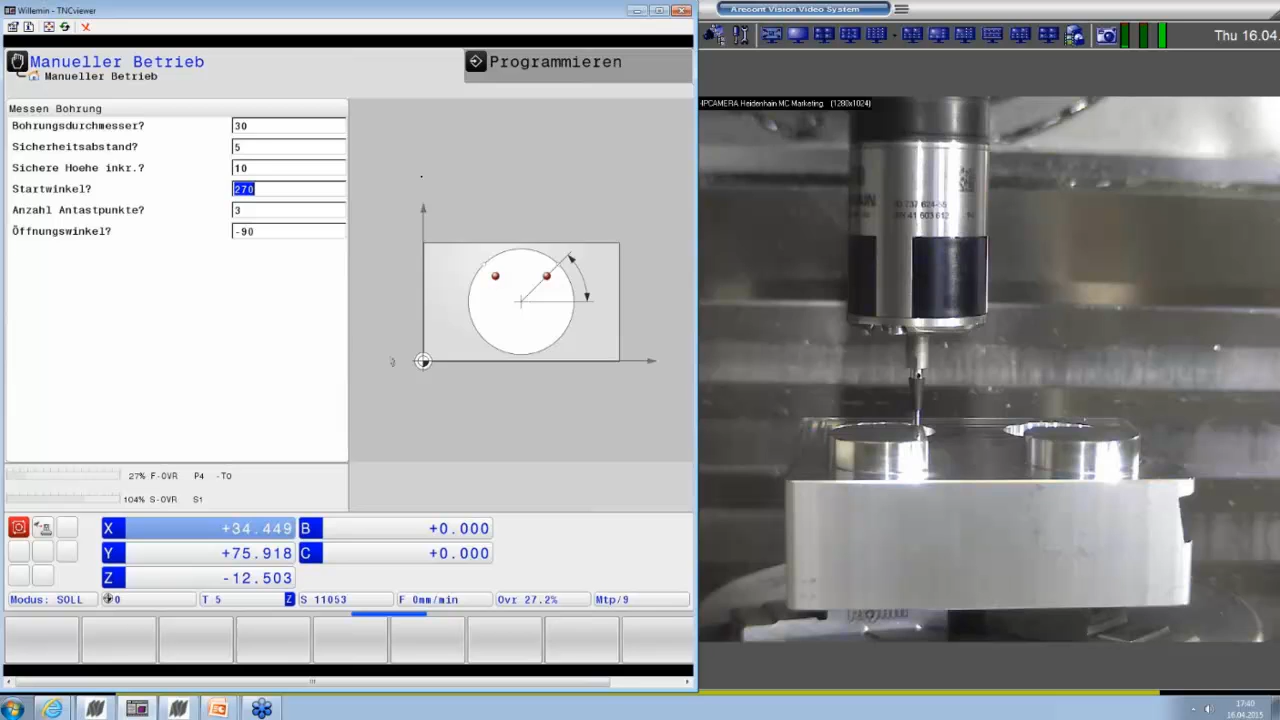 Willemin - TNCviewer
Manueller Betrieb
Manueller Betrieb
Programmieren
Messen Bohrung
Bohrungsdurchmesser? 30
Sicherheitsabstand? 5
Sichere Hoehe inkr.? 10
Startwinkel? 270
Anzahl Antastpunkte? 3
Öffnungswinkel? -90
27% F-OVR P4 -T0
104% S-OVR S1
X +34.449 B +0.000
Y +75.918 C +0.000
Z -12.503
Modus: SOLL 0 T 5 Z S 11053 F 0mm/min Ovr 27.2% Mtp/9
Arecont Vision Video System
Thu 16.04.
HPCAMERA Heidenhain MC Marketing (1280x1024)
17:40
16.04.2015